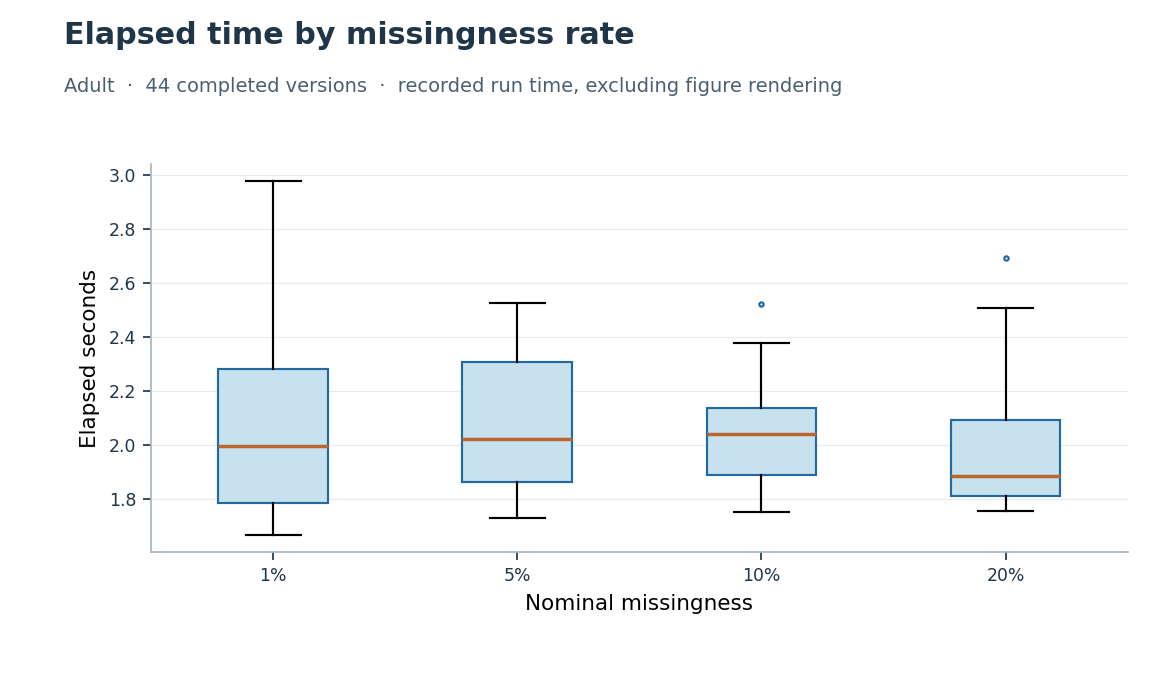 Elapsed time by missingness rate
Adult · 44 completed versions · recorded run time, excluding figure rendering
Elapsed seconds
3.0
2.8
2.6
2.4
2.2
2.0
1.8
1% 5% 10% 20%
Nominal missingness